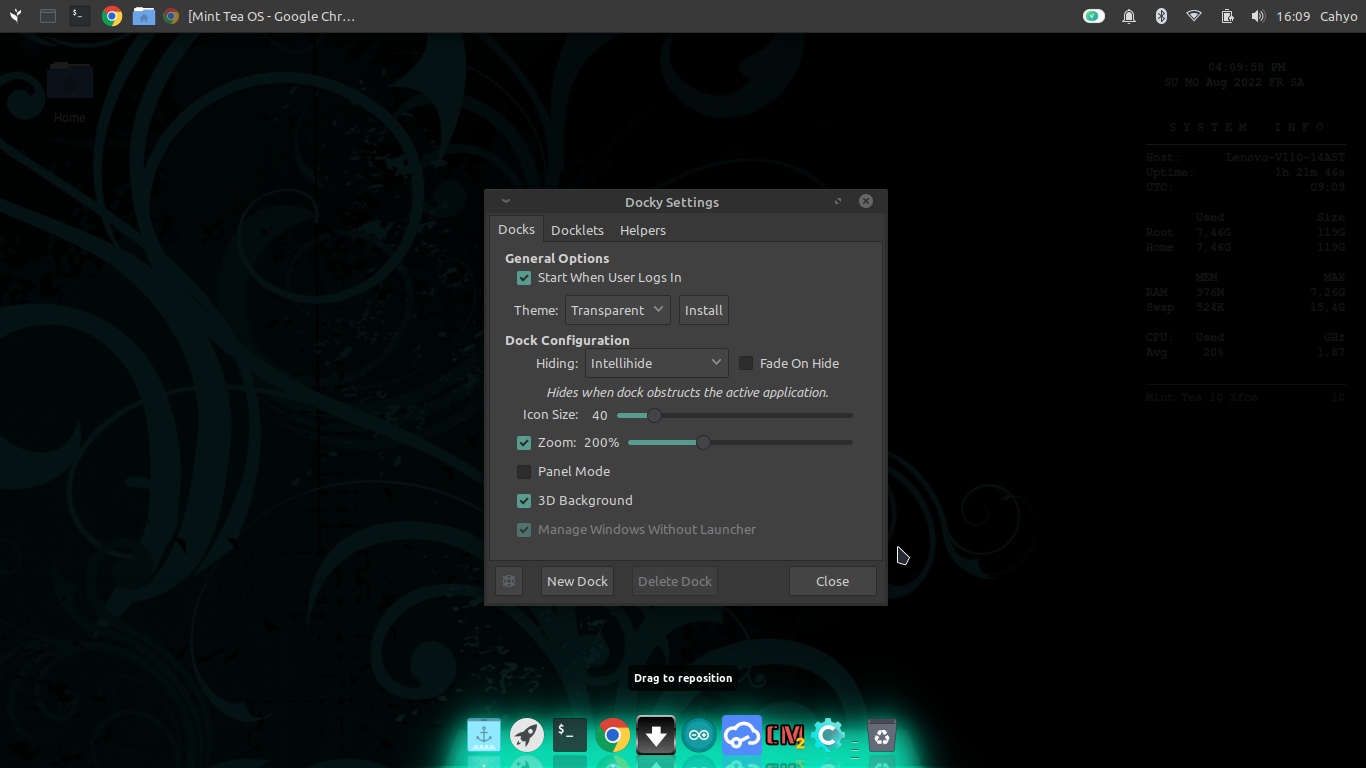 [Mint Tea OS - Google Chr...
16:09 Cahyo
Home
04:09:58 PM
SU MO Aug 2022 FR SA
SYSTEM INFO
Host: Lenovo-V110-14AST
Uptime: 1h 21m 46s
UTC: 09:09
Used Size
Root 7,46G 119G
Home 7,46G 119G
MEM MAX
RAM 976M 7,26G
Swap 524K 15,4G
CPU: Used GHz
Avg 20% 1,87
Mint Tea 10 Xfce 10
Docky Settings
Docks Docklets Helpers
General Options
Start When User Logs In
Theme: Transparent Install
Dock Configuration
Hiding: Intellihide Fade On Hide
Hides when dock obstructs the active application.
Icon Size: 40
Zoom: 200%
Panel Mode
3D Background
Manage Windows Without Launcher
New Dock Delete Dock Close
Drag to reposition
$_
CM2
C